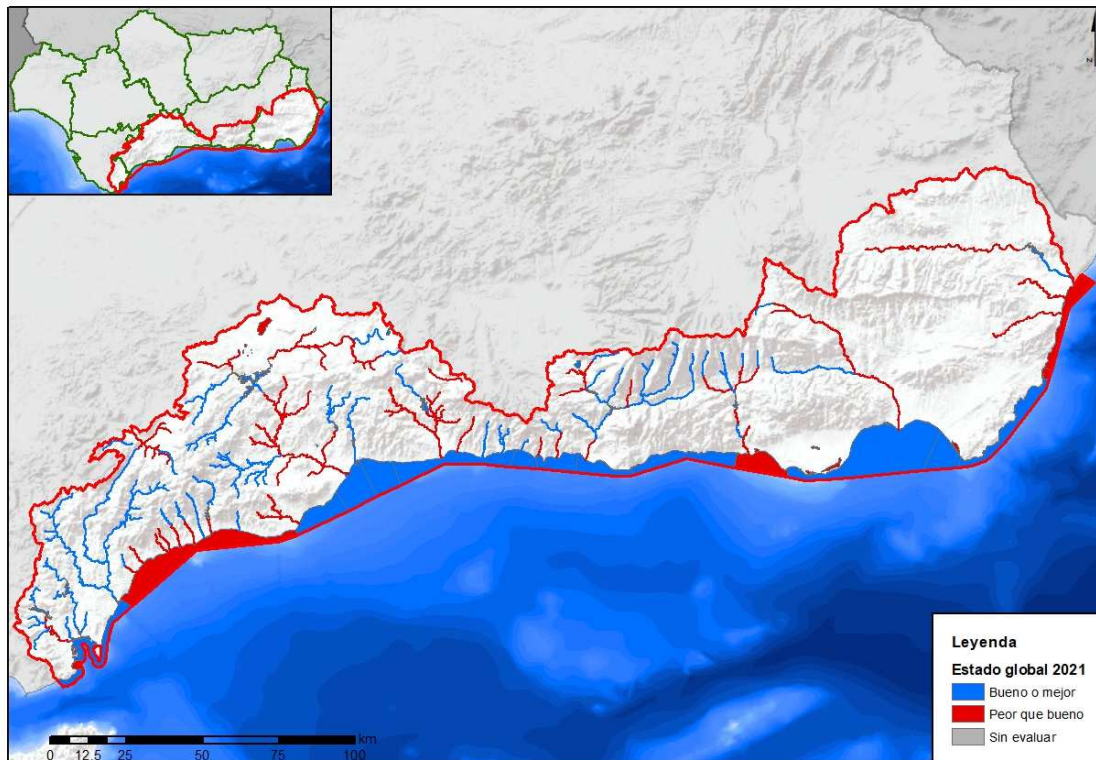 z
Leyenda
Estado global 2021
Bueno o mejor
Peor que bueno
Sin evaluar
km
0 12.5 25 50 75 100